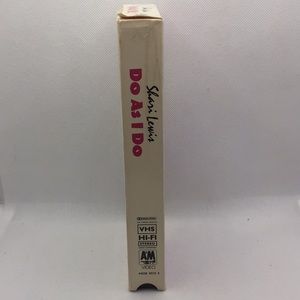 Shari Lewis
Do As I Do
VHS
HI-FI
STEREO
A&M
VIDEO